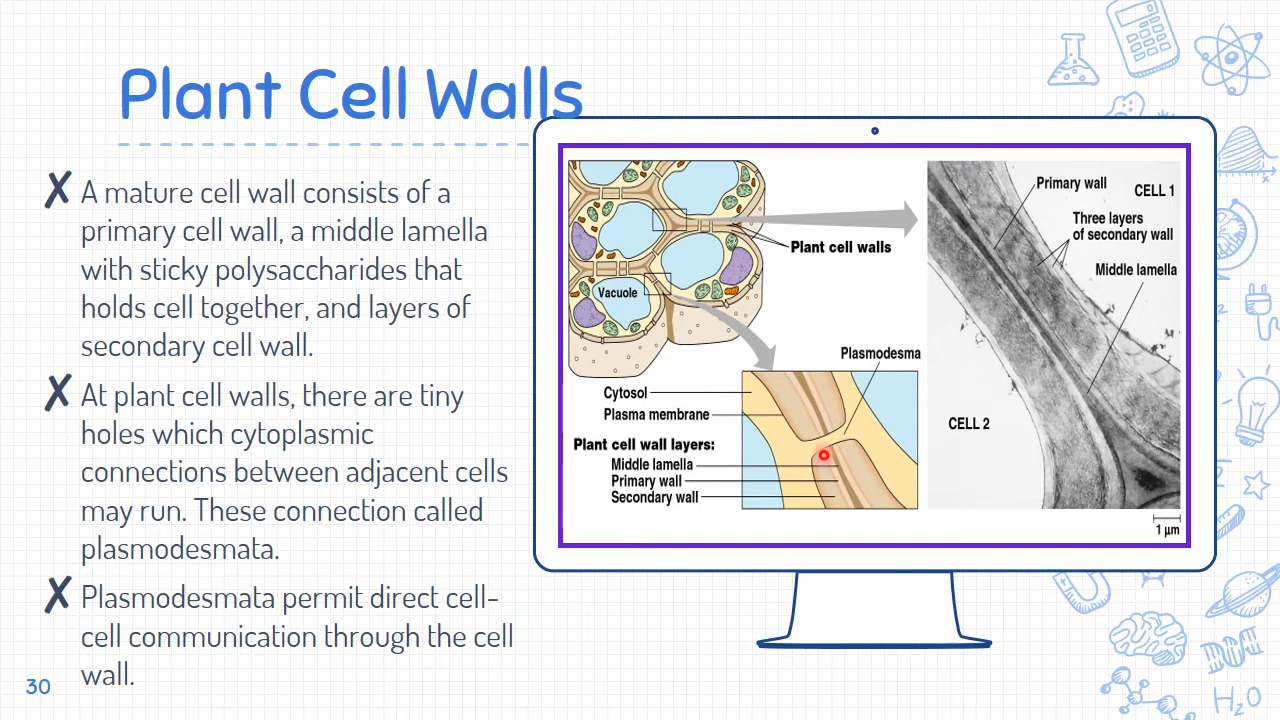 Plant Cell Walls
✗ A mature cell wall consists of a
primary cell wall, a middle lamella
with sticky polysaccharides that
holds cell together, and layers of
secondary cell wall.
✗ At plant cell walls, there are tiny
holes which cytoplasmic
connections between adjacent cells
may run. These connection called
plasmodesmata.
✗ Plasmodesmata permit direct cell-
cell communication through the cell
wall.
30
Plant cell walls
Vacuole
Plasmodesma
Cytosol
Plasma membrane
Plant cell wall layers:
Middle lamella
Primary wall
Secondary wall
Primary wall
CELL 1
Three layers
of secondary wall
Middle lamella
CELL 2
1 µm
H₂O